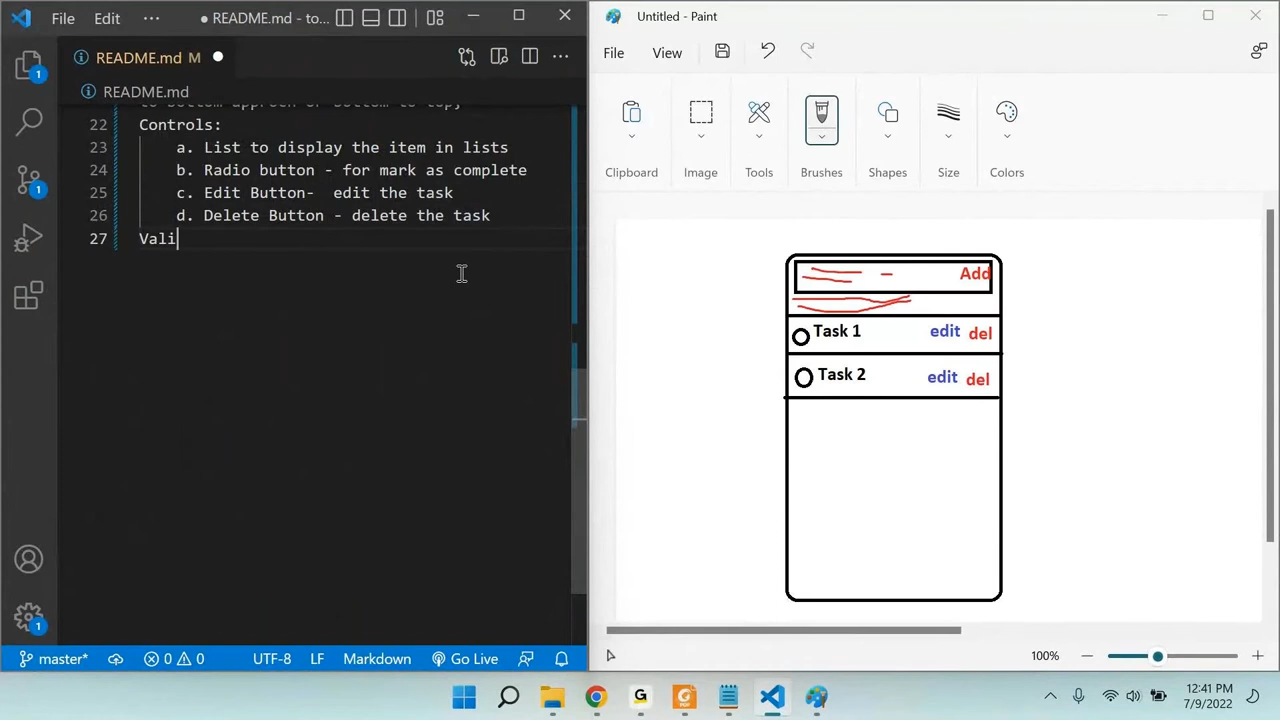 File Edit ··· ● README.md - to...
README.md M ●
README.md
22 Controls:
23 a. List to display the item in lists
24 b. Radio button - for mark as complete
25 c. Edit Button-  edit the task
26 d. Delete Button - delete the task
27 Vali
1
1
1
master* 0 0 UTF-8 LF Markdown Go Live
Untitled - Paint
File View
Clipboard Image Tools Brushes Shapes Size Colors
Add
Task 1 edit del
Task 2 edit del
100%
G
PDF
12:41 PM
7/9/2022